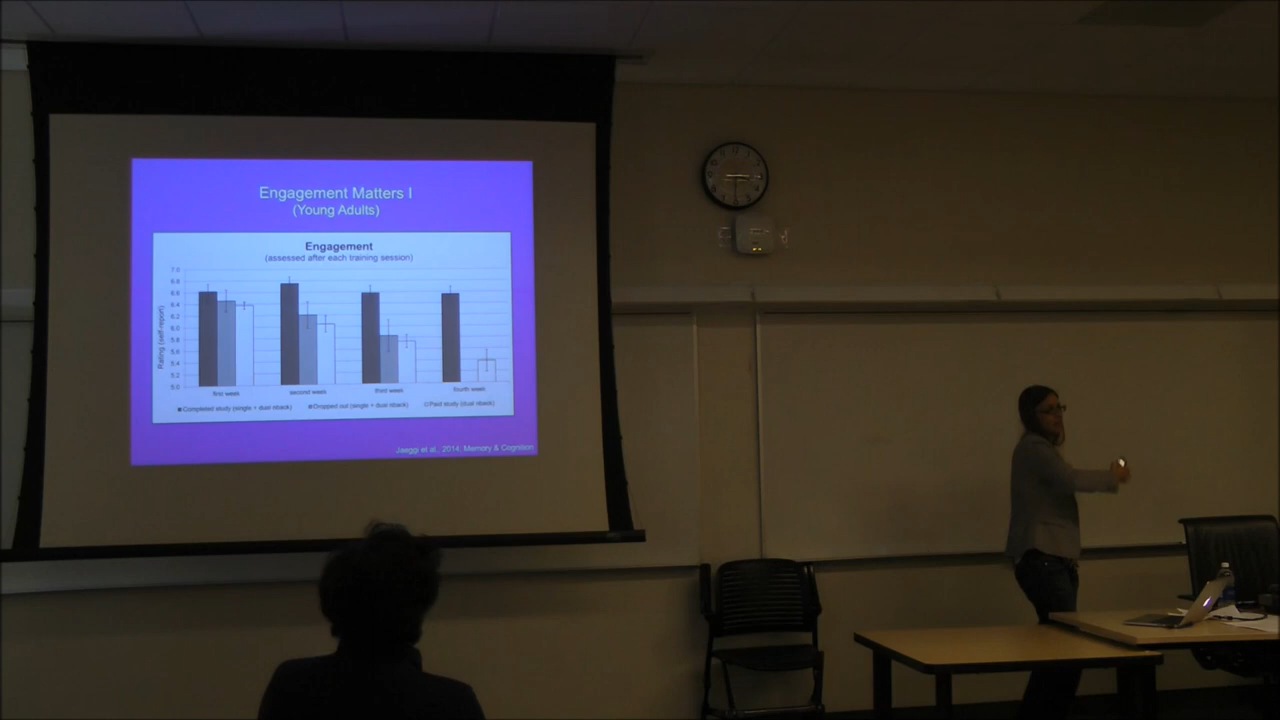 Engagement Matters I
(Young Adults)
Engagement
(assessed after each training session)
7.0
6.8
6.6
6.4
6.2
6.0
5.8
5.6
5.4
5.2
5.0
Rating (self-report)
first week
second week
third week
fourth week
Completed study (single + dual nback)
Dropped out (single + dual nback)
Paid study (dual nback)
Jaeggi et al., 2014, Memory & Cognition